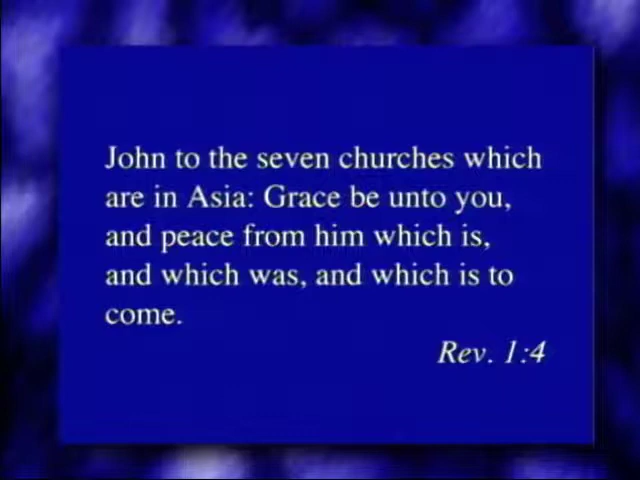 John to the seven churches which
are in Asia: Grace be unto you,
and peace from him which is,
and which was, and which is to
come.
Rev. 1:4